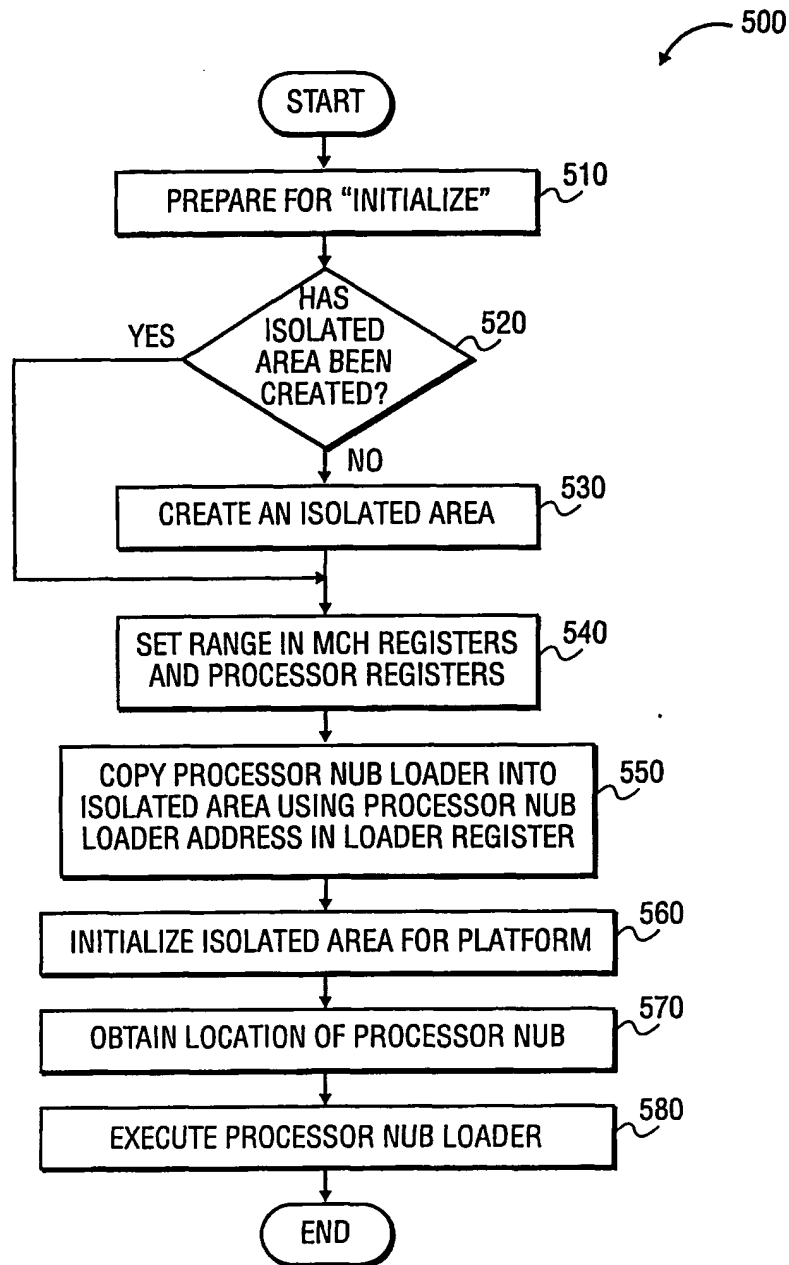 500
START
510
PREPARE FOR “INITIALIZE”
HAS
ISOLATED
AREA BEEN
CREATED?
520
YES
NO
530
CREATE AN ISOLATED AREA
SET RANGE IN MCH REGISTERS
AND PROCESSOR REGISTERS
540
COPY PROCESSOR NUB LOADER INTO
ISOLATED AREA USING PROCESSOR NUB
LOADER ADDRESS IN LOADER REGISTER
550
INITIALIZE ISOLATED AREA FOR PLATFORM
560
OBTAIN LOCATION OF PROCESSOR NUB
570
EXECUTE PROCESSOR NUB LOADER
580
END